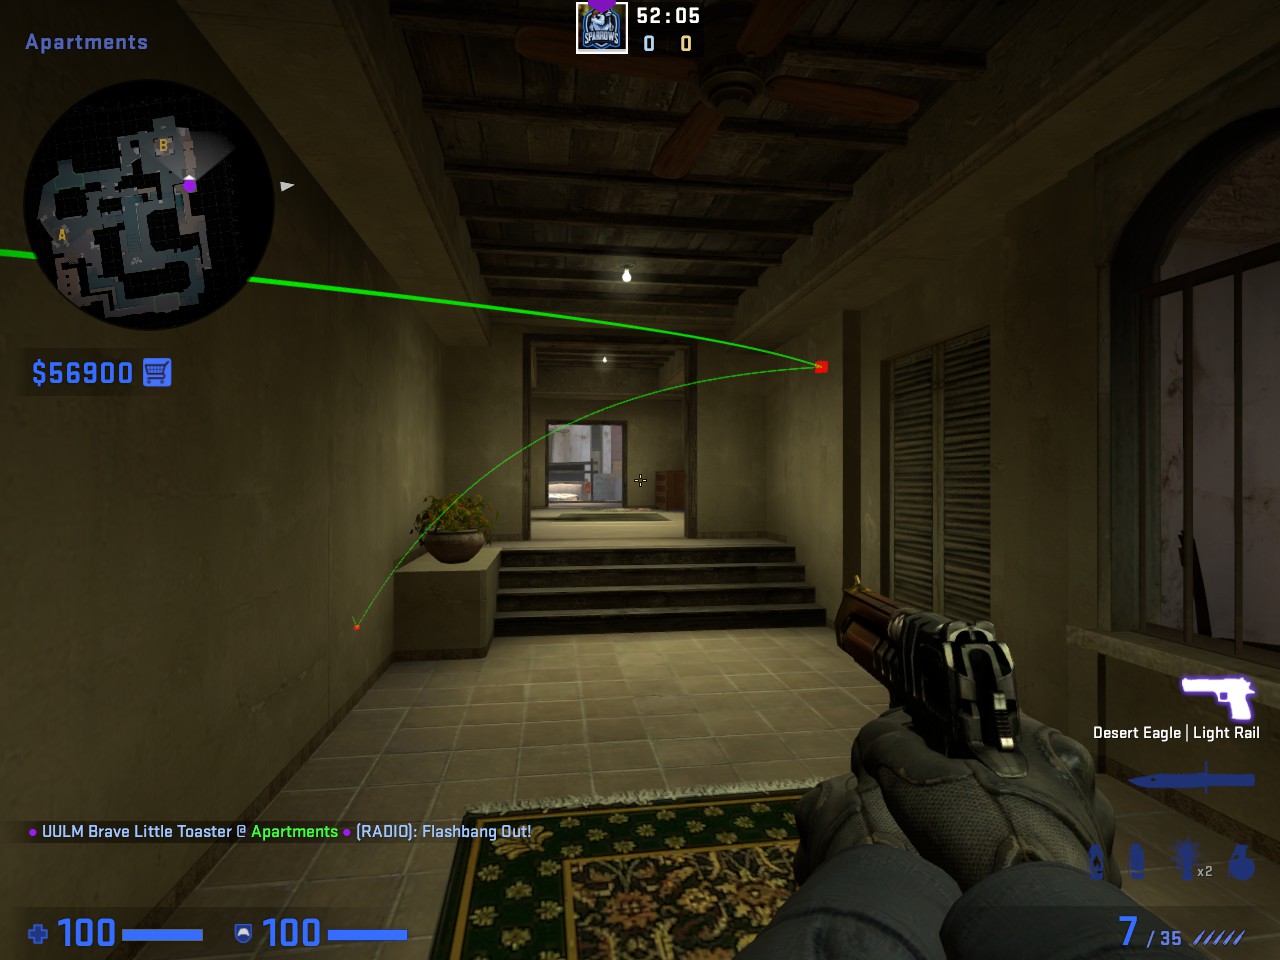 52:05
SPARROWS
0 0
Apartments
B
A
$56900
Desert Eagle | Light Rail
UULM Brave Little Toaster @ Apartments ● (RADIO): Flashbang Out!
x2
100 100
7 / 35